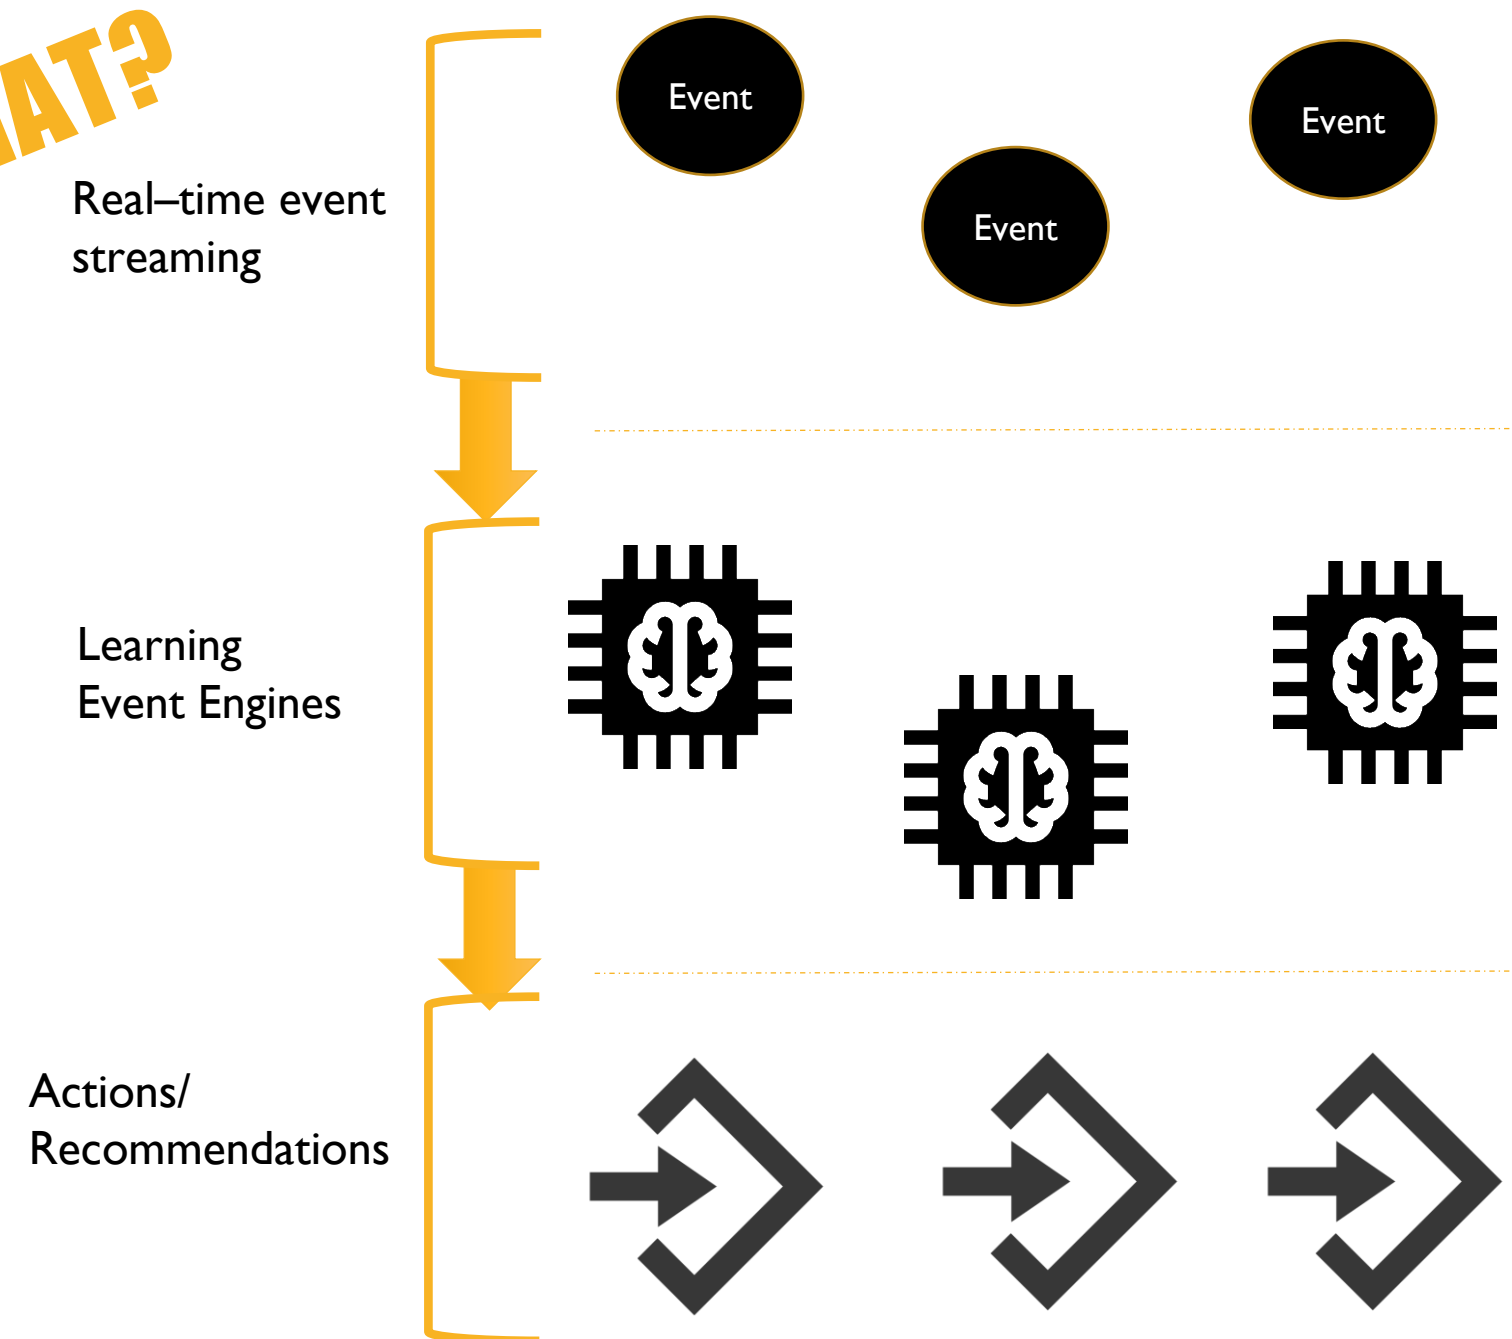 Real–time event
streaming
Event
Event
Event
Learning
Event Engines
Actions/
Recommendations